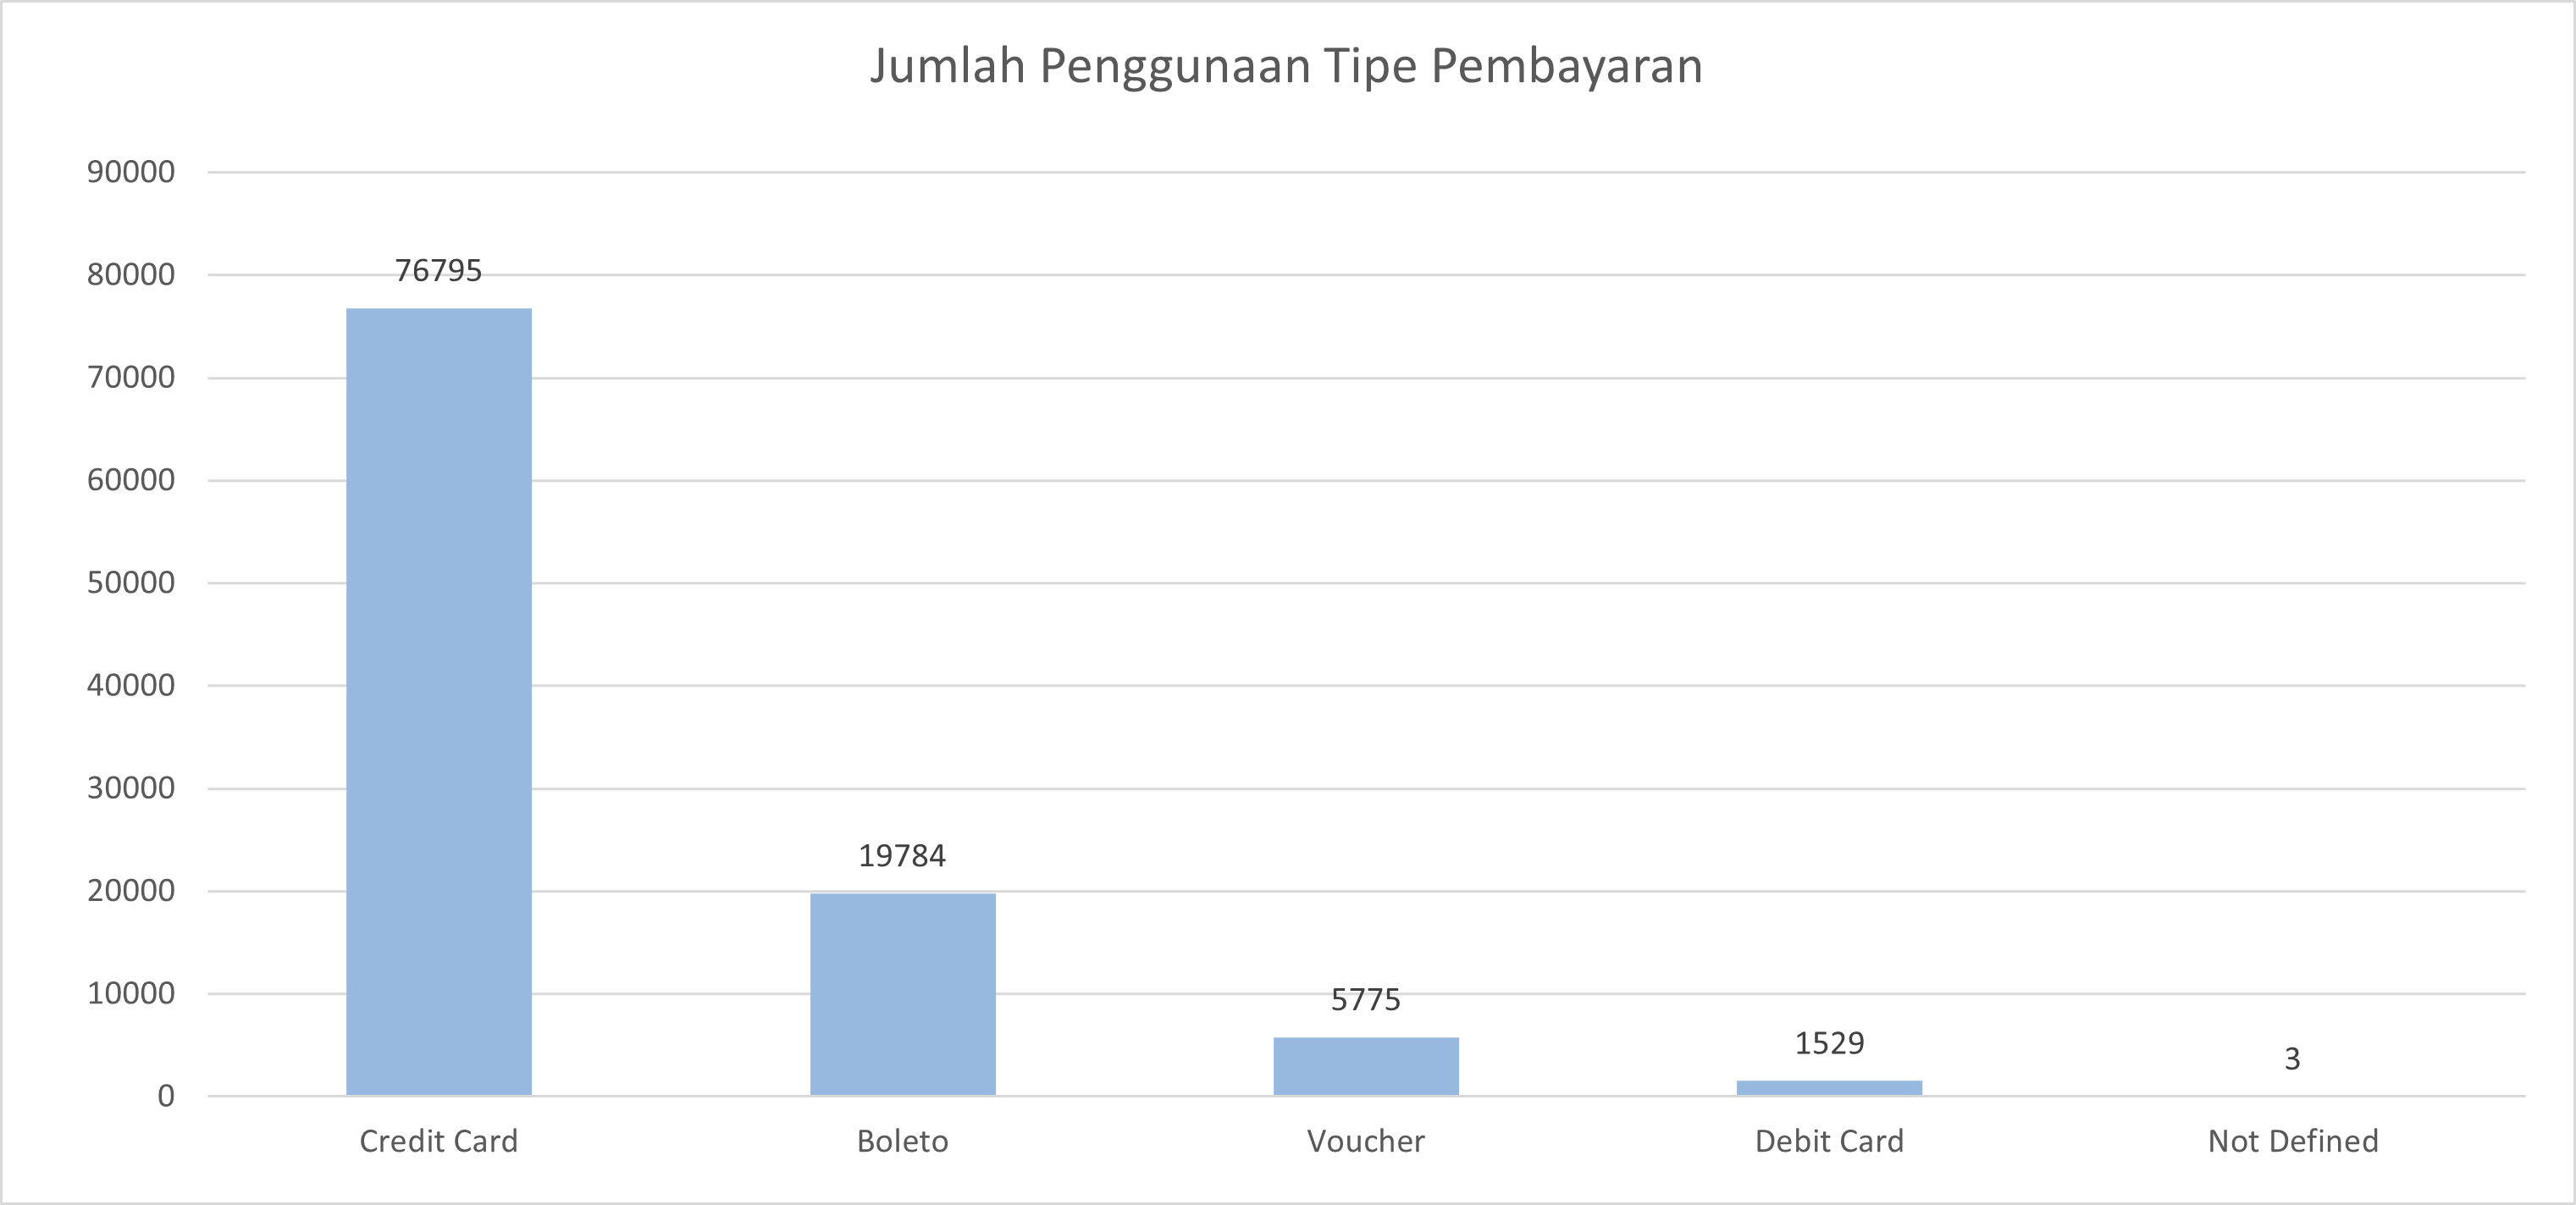 Jumlah Penggunaan Tipe Pembayaran
90000
80000
70000
60000
50000
40000
30000
20000
10000
0
76795
19784
5775
1529
3
Credit Card
Boleto
Voucher
Debit Card
Not Defined